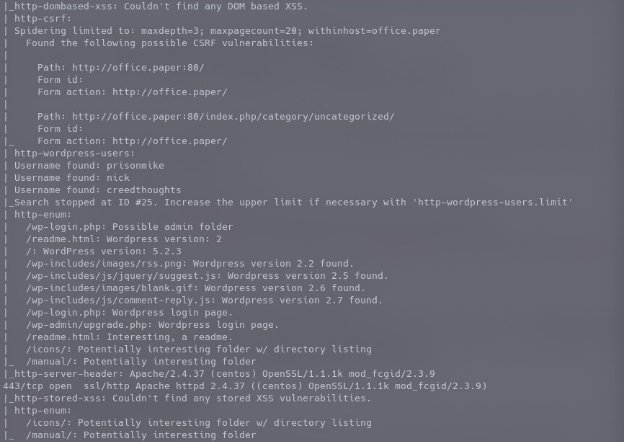 |_http-dombased-xss: Couldn't find any DOM based XSS.
| http-csrf:
| Spidering limited to: maxdepth=3; maxpagecount=20; withinhost=office.paper
|   Found the following possible CSRF vulnerabilities:
|
|     Path: http://office.paper:80/
|     Form id:
|     Form action: http://office.paper/
|
|     Path: http://office.paper:80/index.php/category/uncategorized/
|     Form id:
|_    Form action: http://office.paper/
| http-wordpress-users:
| Username found: prisonmike
| Username found: nick
| Username found: creedthoughts
|_Search stopped at ID #25. Increase the upper limit if necessary with 'http-wordpress-users.limit'
| http-enum:
|   /wp-login.php: Possible admin folder
|   /readme.html: Wordpress version: 2
|   /: WordPress version: 5.2.3
|   /wp-includes/images/rss.png: Wordpress version 2.2 found.
|   /wp-includes/js/jquery/suggest.js: Wordpress version 2.5 found.
|   /wp-includes/images/blank.gif: Wordpress version 2.6 found.
|   /wp-includes/js/comment-reply.js: Wordpress version 2.7 found.
|   /wp-login.php: Wordpress login page.
|   /wp-admin/upgrade.php: Wordpress login page.
|   /readme.html: Interesting, a readme.
|   /icons/: Potentially interesting folder w/ directory listing
|_  /manual/: Potentially interesting folder
|_http-server-header: Apache/2.4.37 (centos) OpenSSL/1.1.1k mod_fcgid/2.3.9
443/tcp open  ssl/http Apache httpd 2.4.37 ((centos) OpenSSL/1.1.1k mod_fcgid/2.3.9)
|_http-stored-xss: Couldn't find any stored XSS vulnerabilities.
| http-enum:
|   /icons/: Potentially interesting folder w/ directory listing
|_  /manual/: Potentially interesting folder